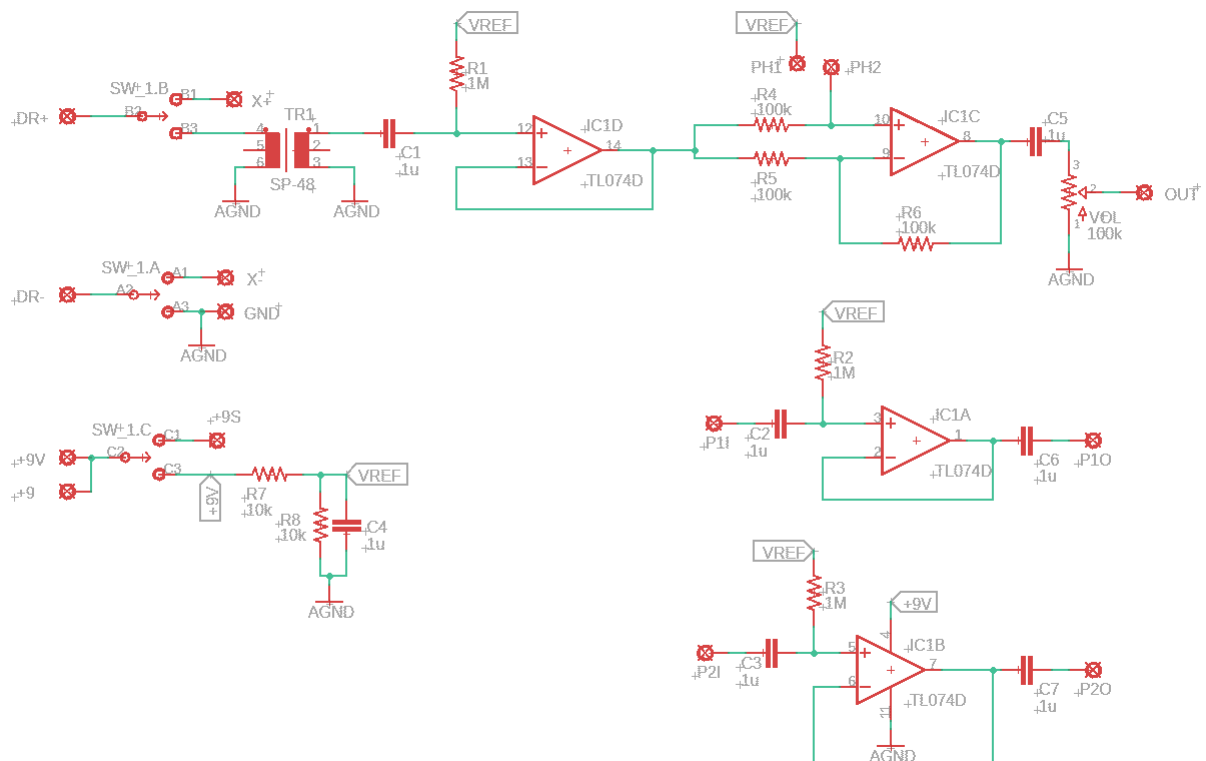 VREF
VREF
R1
1M
PH1
PH2
SW_1.B
B1
X+
DR+
B2
B3
TR1
4
5
6
1
2
3
SP-48
AGND
AGND
C1
1u
12
13
14
IC1D
TL074D
R4
100k
R5
100k
10
9
8
IC1C
TL074D
R6
100k
C5
1u
3
2
1
VOL
100k
OUT
AGND
SW_1.A
A1
X-
DR-
A2
A3
GND
AGND
VREF
R2
1M
P1I
C2
1u
3
2
1
IC1A
TL074D
C6
1u
P1O
SW_1.C
C1
+9S
+9V
C2
C3
+9
+9V
R7
10k
R8
10k
VREF
C4
1u
AGND
VREF
R3
1M
+9V
4
P2I
C3
1u
5
6
7
11
IC1B
TL074D
C7
1u
P2O
AGND